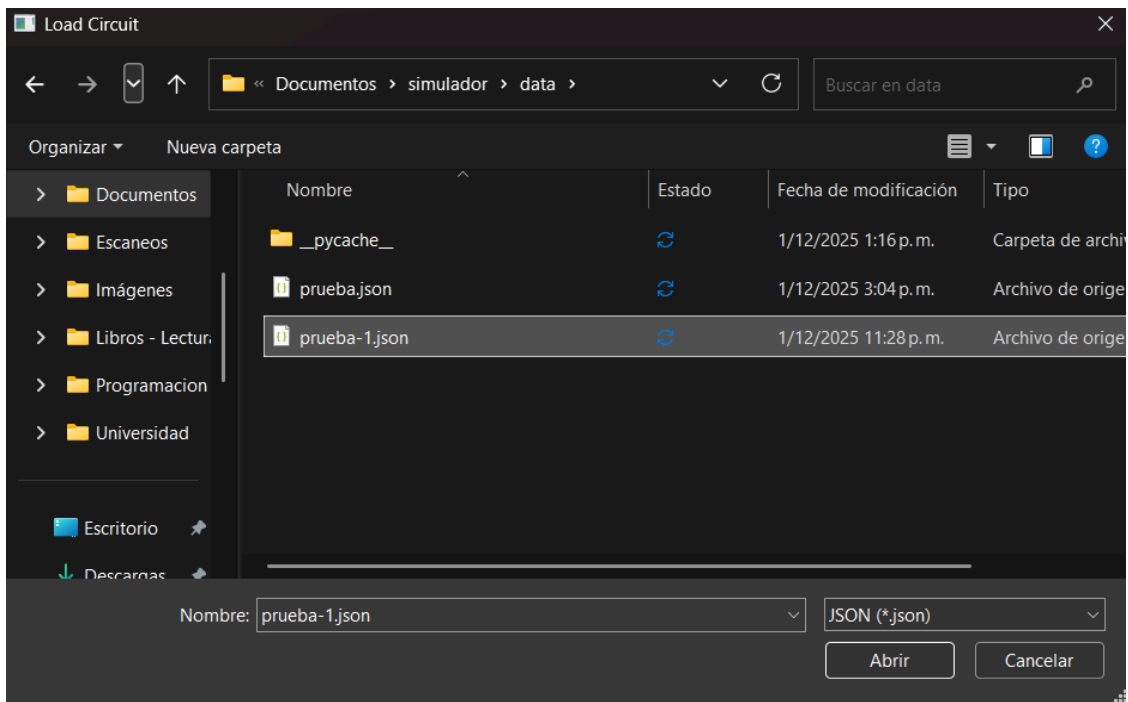 Load Circuit
« Documentos > simulador > data >
Buscar en data
Organizar
Nueva carpeta
Nombre Estado Fecha de modificación Tipo
Documentos
Escaneos
Imágenes
Libros - Lectur
Programacion
Universidad
Escritorio
Descargas
__pycache__ 1/12/2025 1:16 p. m. Carpeta de archi
prueba.json 1/12/2025 3:04 p. m. Archivo de orige
prueba-1.json 1/12/2025 11:28 p. m. Archivo de orige
Nombre: prueba-1.json JSON (*.json)
Abrir Cancelar